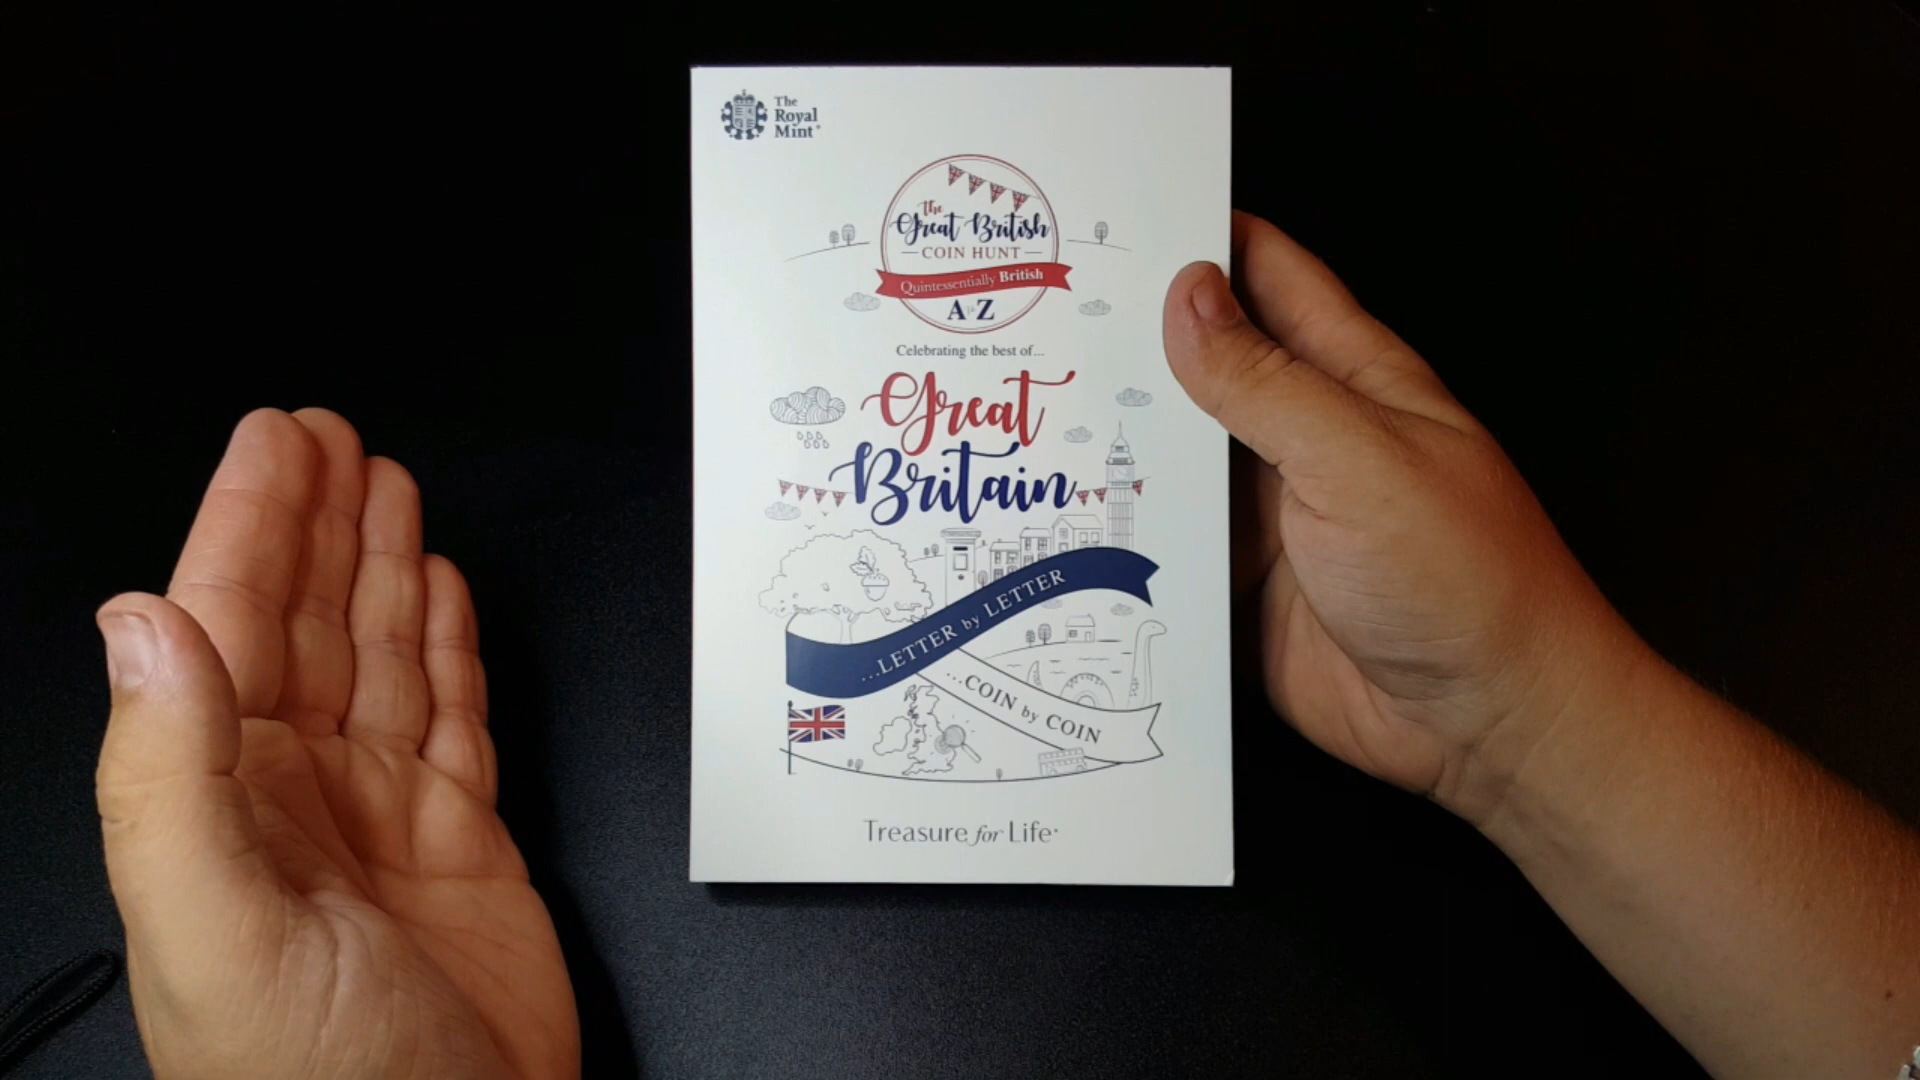 The
Royal
Mint
the
Great British
COIN HUNT
Quintessentially British
A to Z
Celebrating the best of...
Great
Britain
...LETTER by LETTER
...COIN by COIN
Treasure for Life